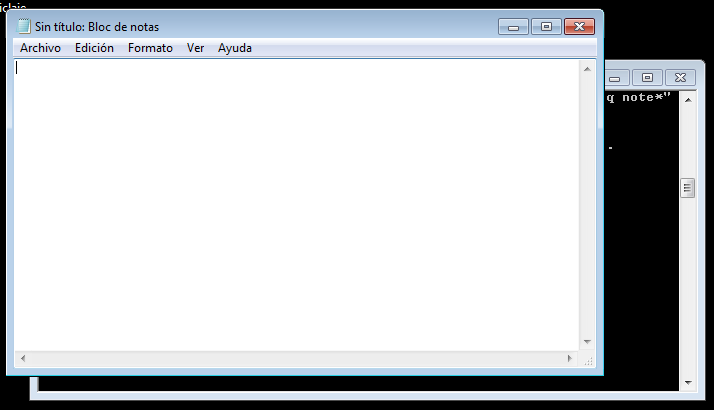 Sin título: Bloc de notas
Archivo Edición Formato Ver Ayuda
q note*"
.